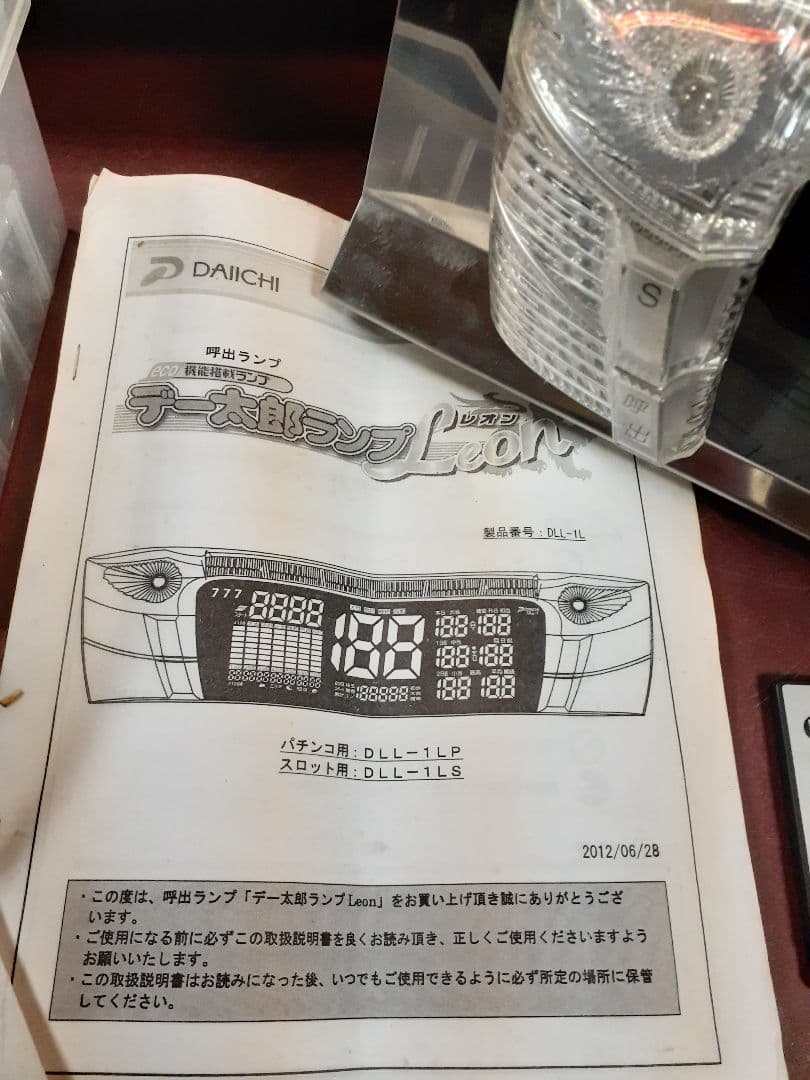 DAIICHI
S
呼出
呼出ランプ
eco 機能搭載ランプ
デー太郎ランプ
レオン
Leon
製品番号：DLL-1L
777
8888
188
パチンコ用：DLL－1LP
スロット用：DLL－1LS
2012/06/28
・この度は、呼出ランプ「デー太郎ランプLeon」をお買い上げ頂き誠にありがとうござ
います。
・ご使用になる前に必ずこの取扱説明書を良くお読み頂き、正しくご使用くださいますよう
お願いいたします。
・この取扱説明書はお読みになった後、いつでもご使用できるように必ず所定の場所に保管
してください。